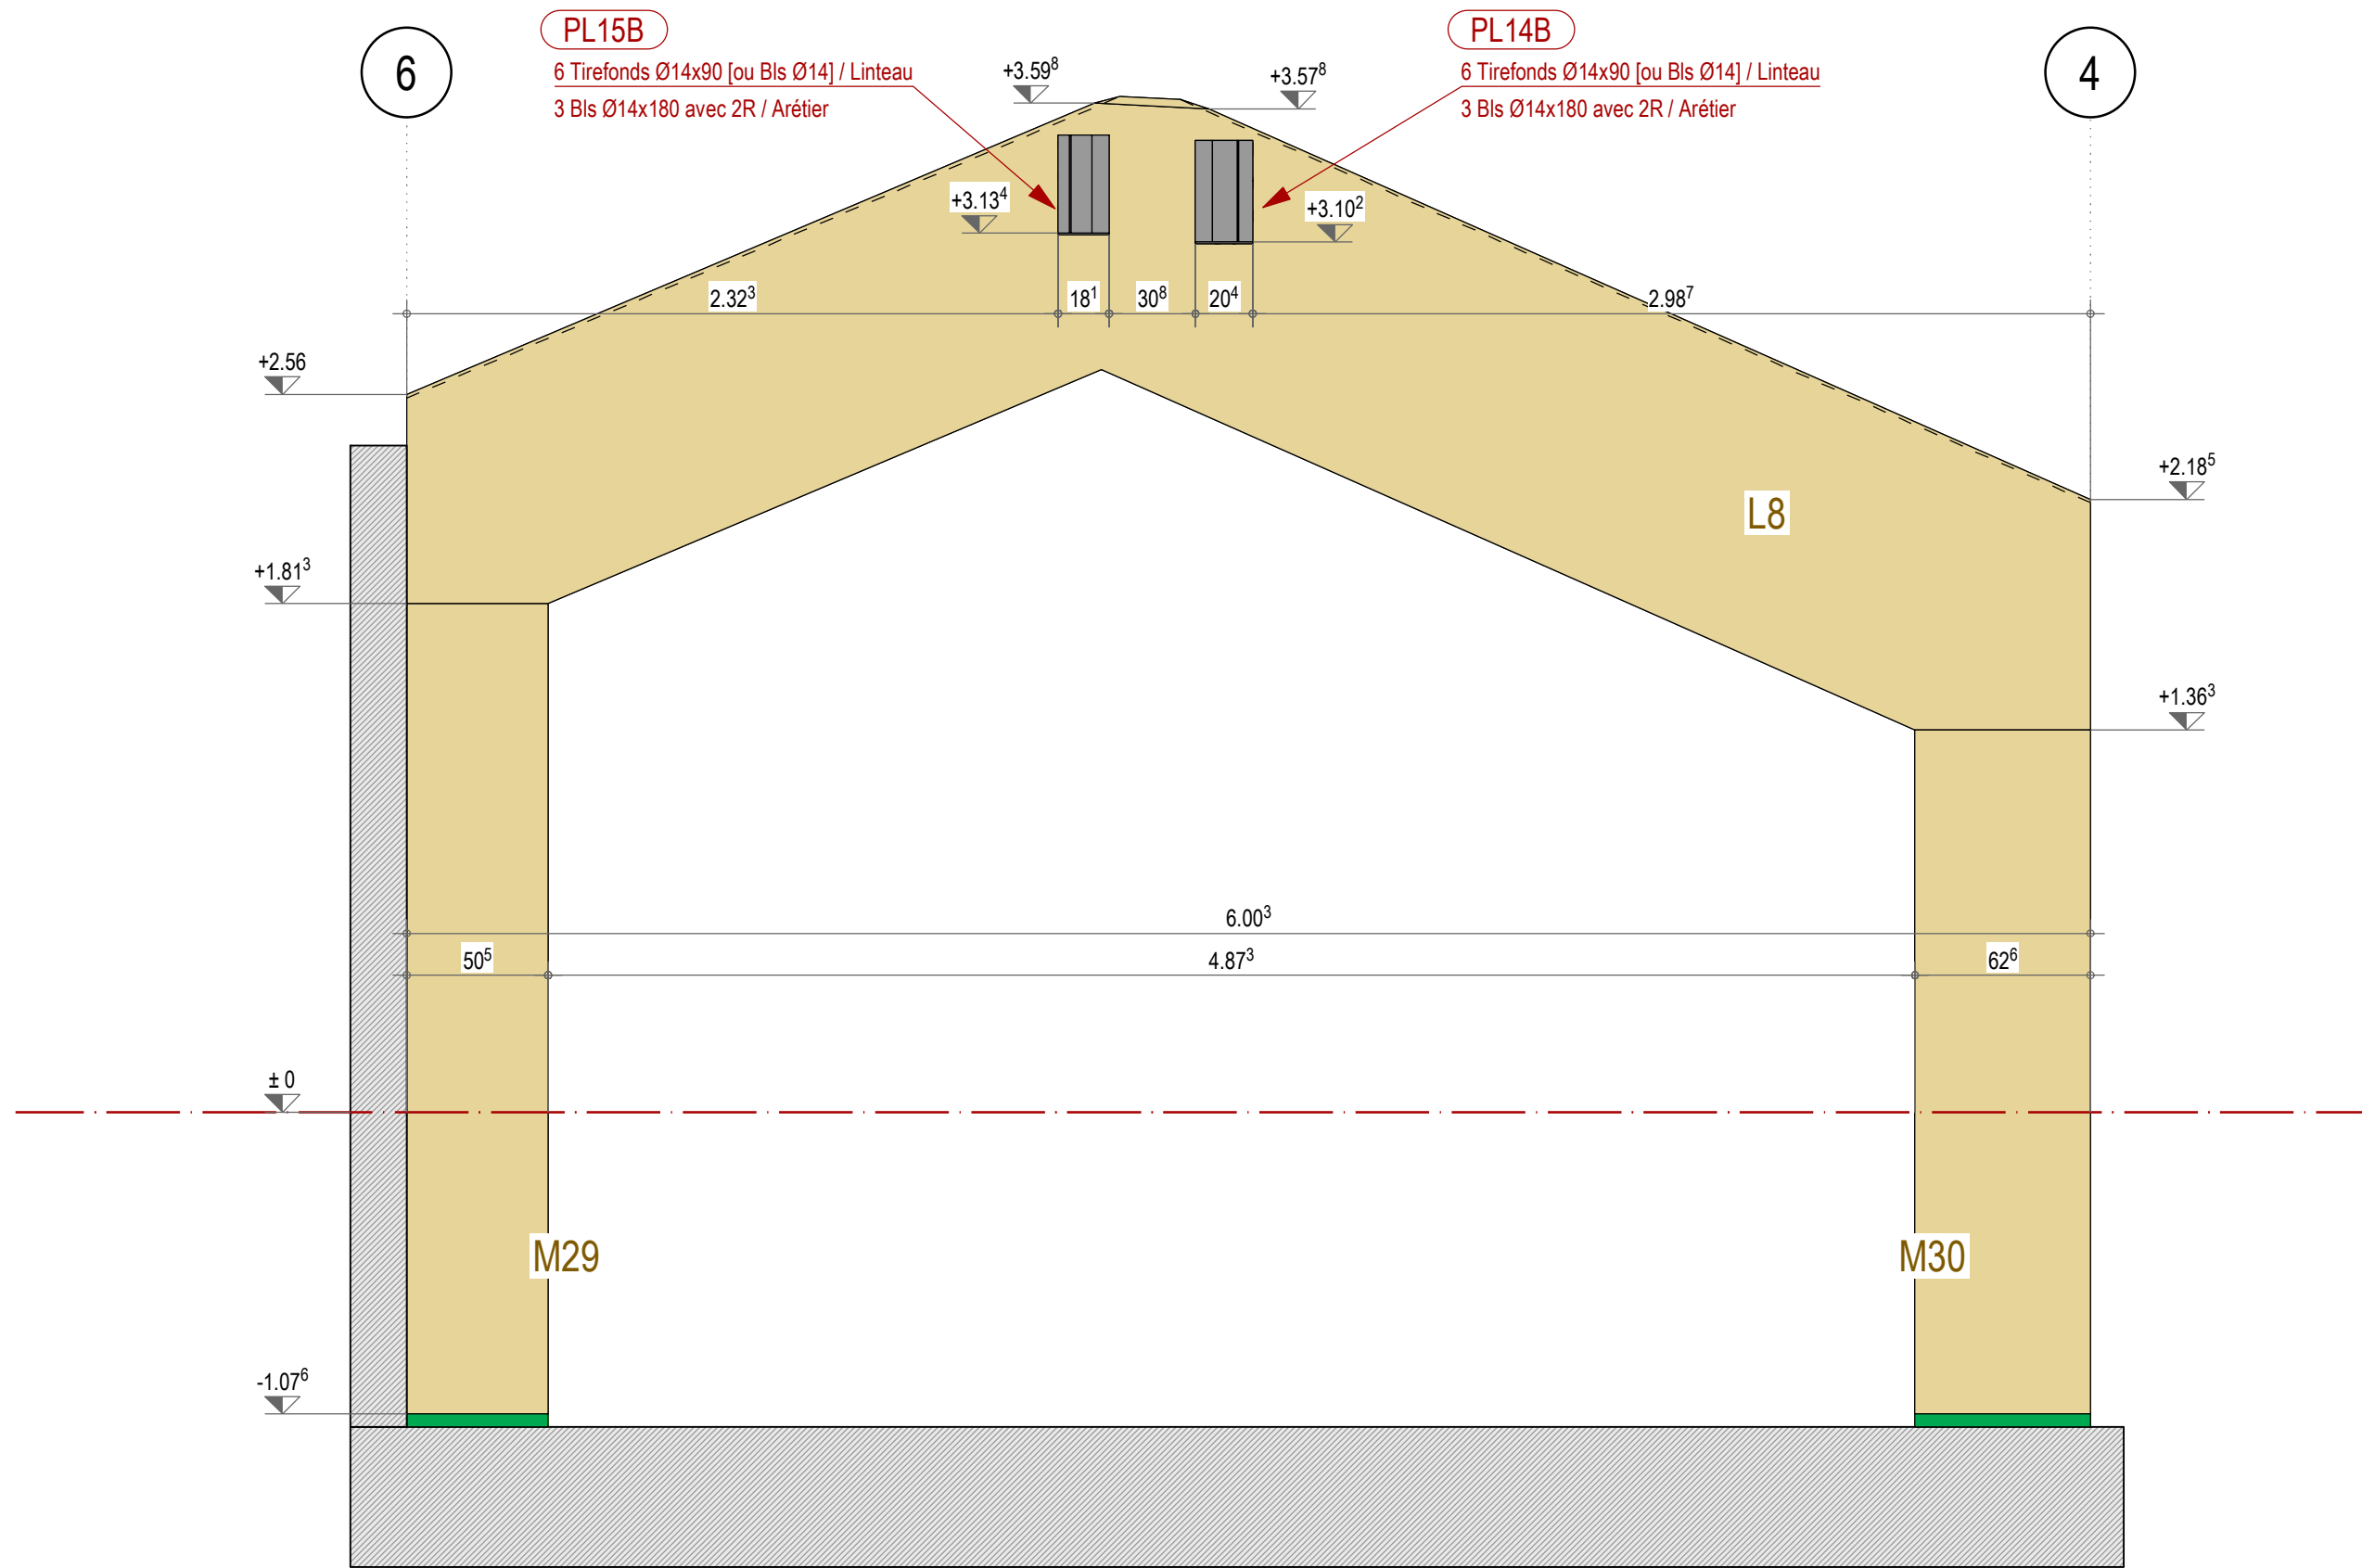 6
PL15B
6 Tirefonds Ø14x90 [ou Bls Ø14] / Linteau
3 Bls Ø14x180 avec 2R / Arétier
PL14B
6 Tirefonds Ø14x90 [ou Bls Ø14] / Linteau
3 Bls Ø14x180 avec 2R / Arétier
4
+3.59⁸
+3.57⁸
+3.13⁴
+3.10²
2.32³
18¹
30⁸
20⁴
2.98⁷
+2.56
+2.18⁵
L8
+1.81³
+1.36³
6.00³
50⁵
4.87³
62⁶
± 0
M29
M30
-1.07⁶